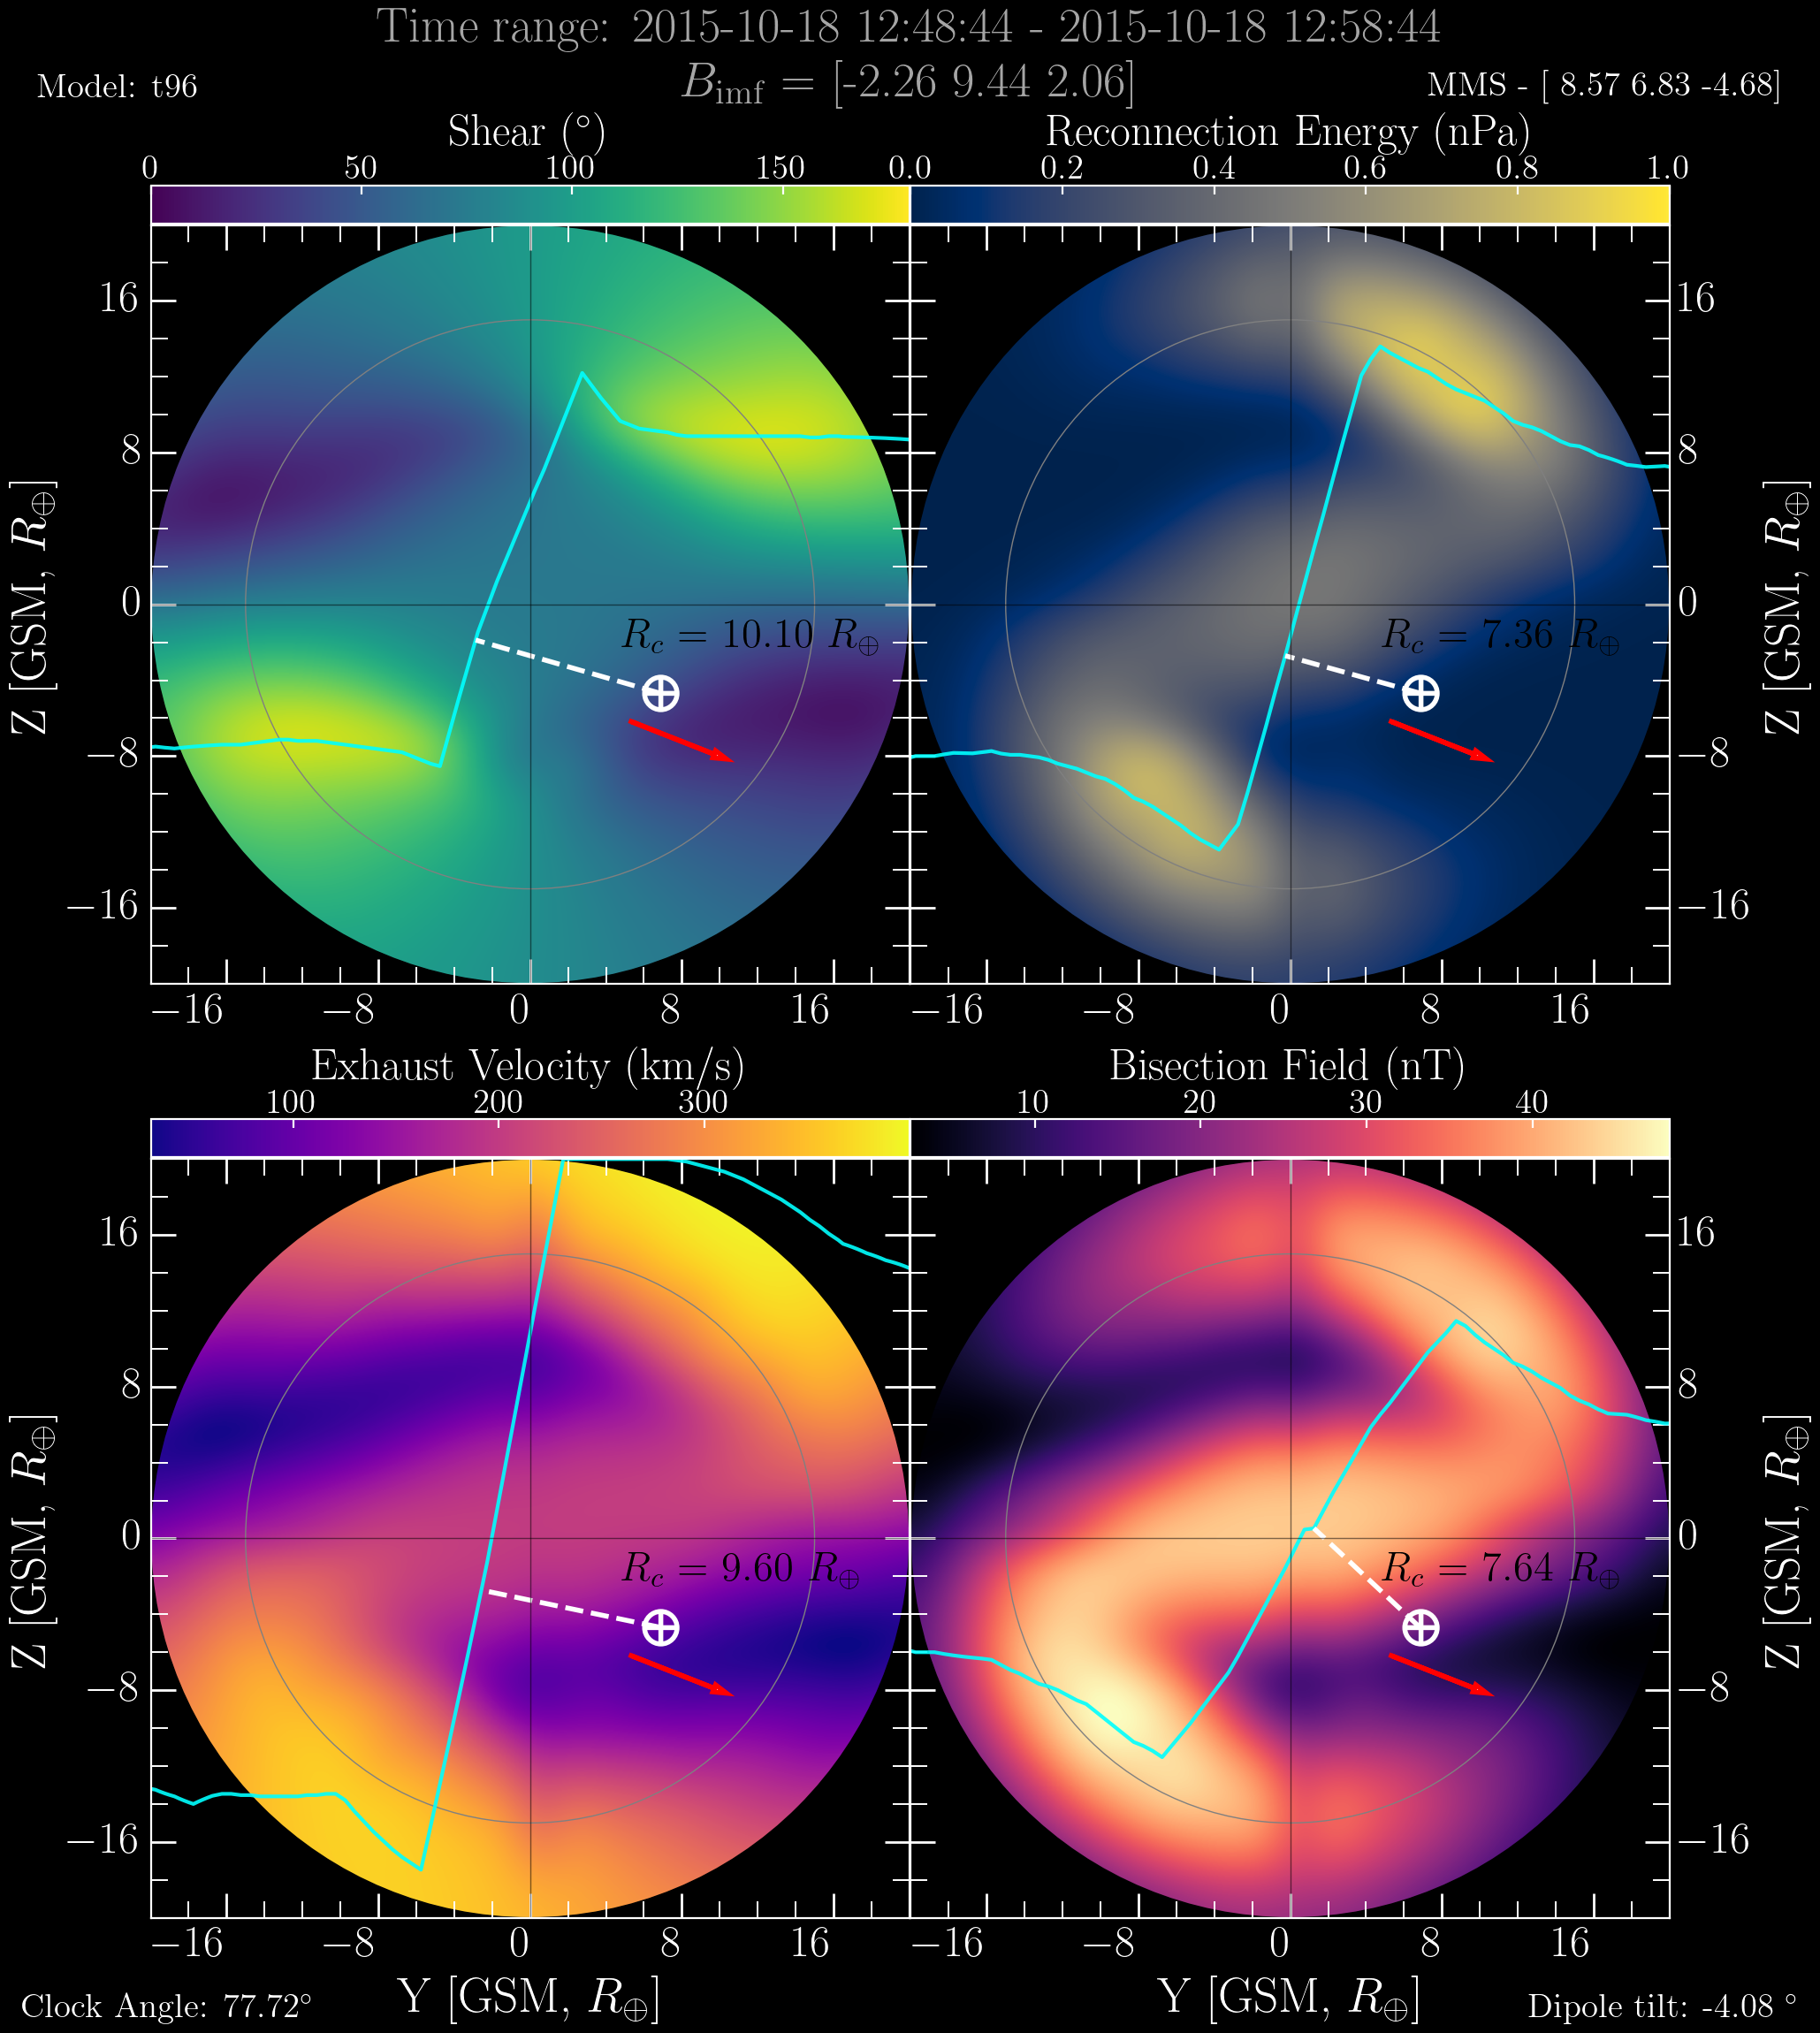 Time range: 2015-10-18 12:48:44 - 2015-10-18 12:58:44
Model: t96
B_imf = [-2.26 9.44 2.06]
MMS - [ 8.57 6.83 -4.68]
Shear (°)
Reconnection Energy (nPa)
0 50 100 150
0.0 0.2 0.4 0.6 0.8 1.0
16
8
0
−8
−16
Z [GSM, R⊕]
R_c = 10.10 R⊕
R_c = 7.36 R⊕
16
8
0
−8
−16
Z [GSM, R⊕]
−16 −8 0 8 16
−16 −8 0 8 16
Exhaust Velocity (km/s)
Bisection Field (nT)
100 200 300
10 20 30 40
16
8
0
−8
−16
Z [GSM, R⊕]
R_c = 9.60 R⊕
R_c = 7.64 R⊕
16
8
0
−8
−16
Z [GSM, R⊕]
−16 −8 0 8 16
−16 −8 0 8 16
Y [GSM, R⊕]
Y [GSM, R⊕]
Clock Angle: 77.72°
Dipole tilt: -4.08 °